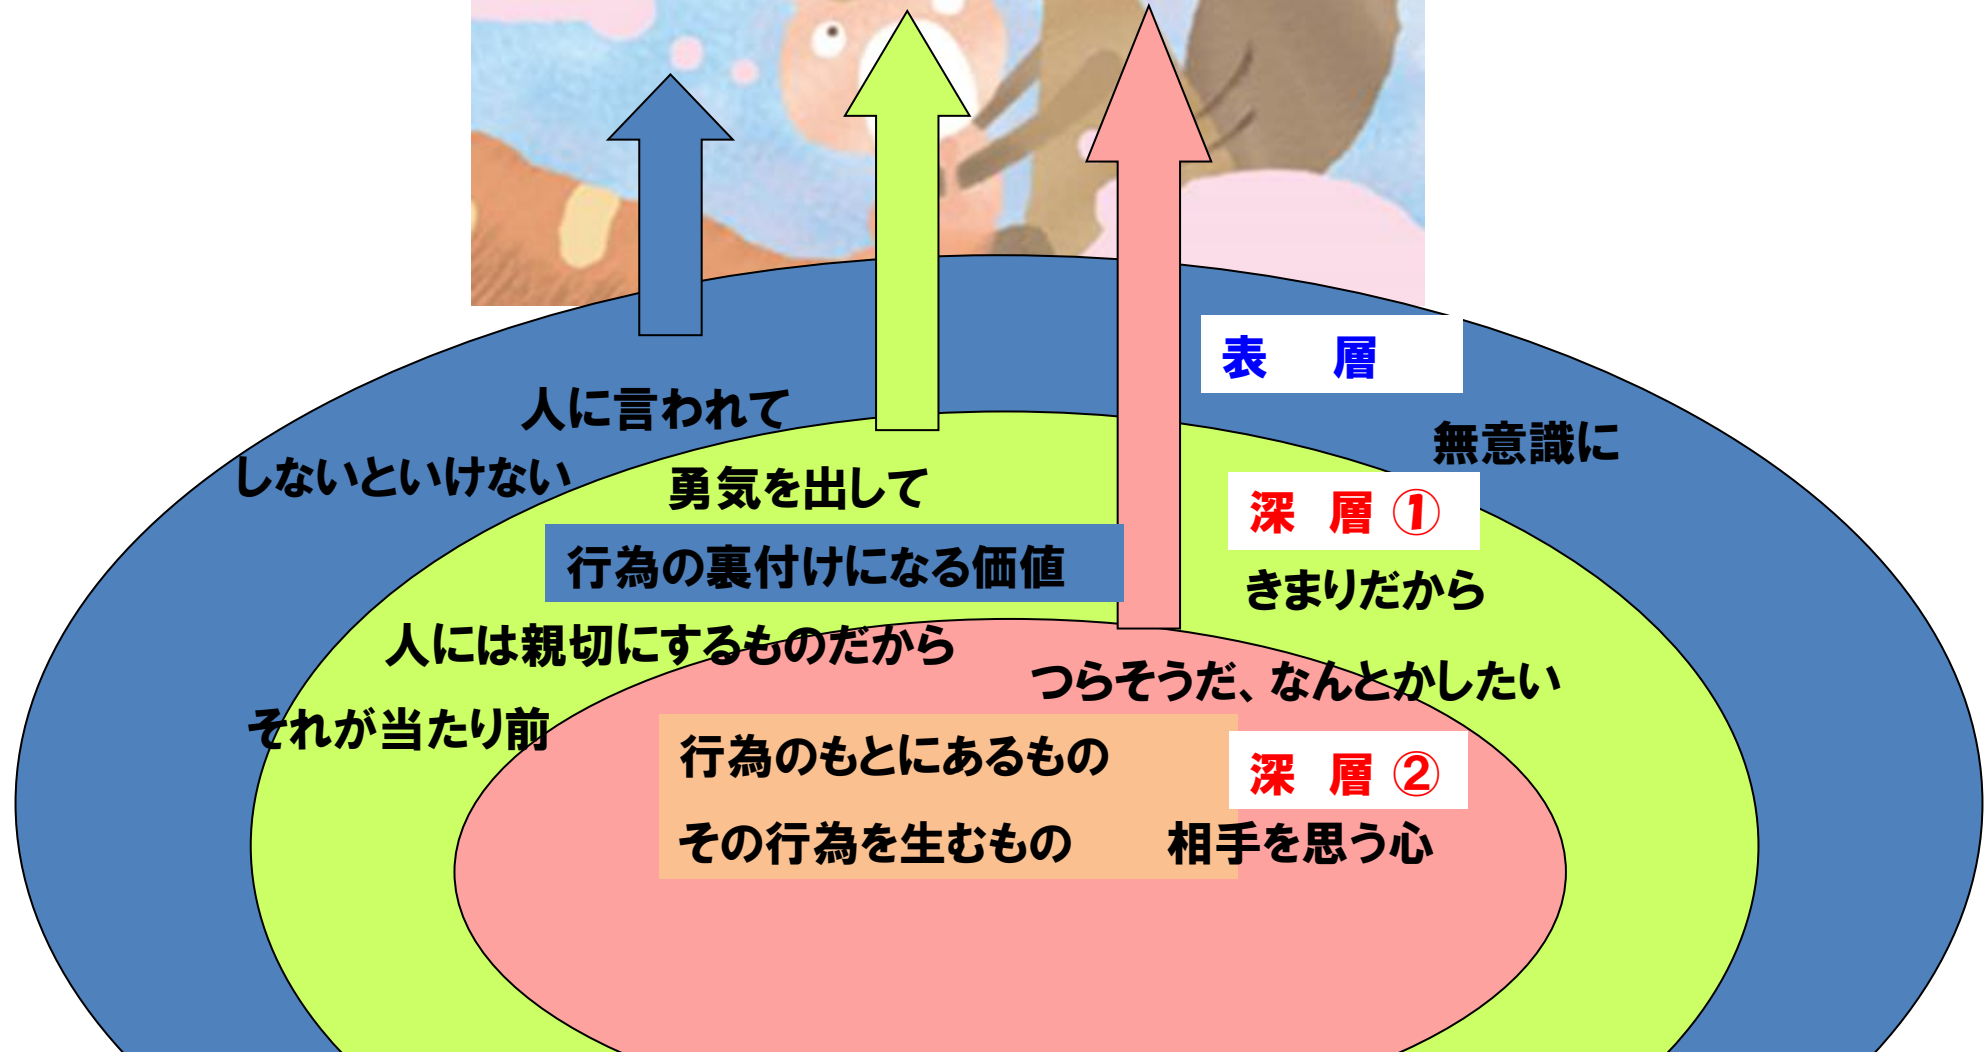 表　層
人に言われて
無意識に
しないといけない
勇気を出して
深 層 ①
行為の裏付けになる価値
きまりだから
人には親切にするものだから
つらそうだ、なんとかしたい
それが当たり前
行為のもとにあるもの
深 層 ②
その行為を生むもの　相手を思う心